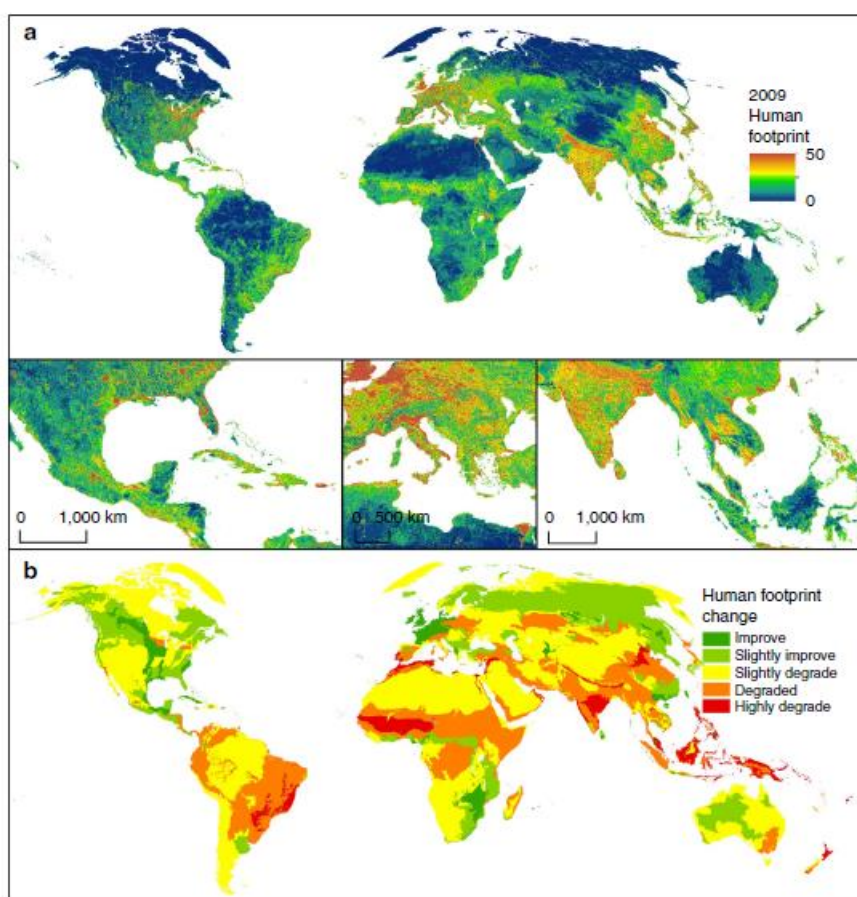 a
2009
Human
footprint
50
0
0 1,000 km
0 500 km
0 1,000 km
b
Human footprint
change
Improve
Slightly improve
Slightly degrade
Degraded
Highly degrade